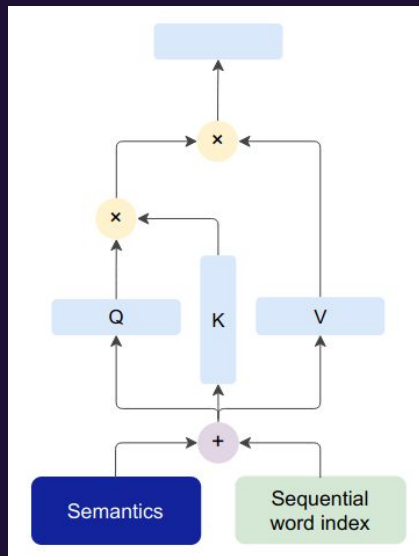 ×
×
Q
K
V
+
Semantics
Sequential
word index